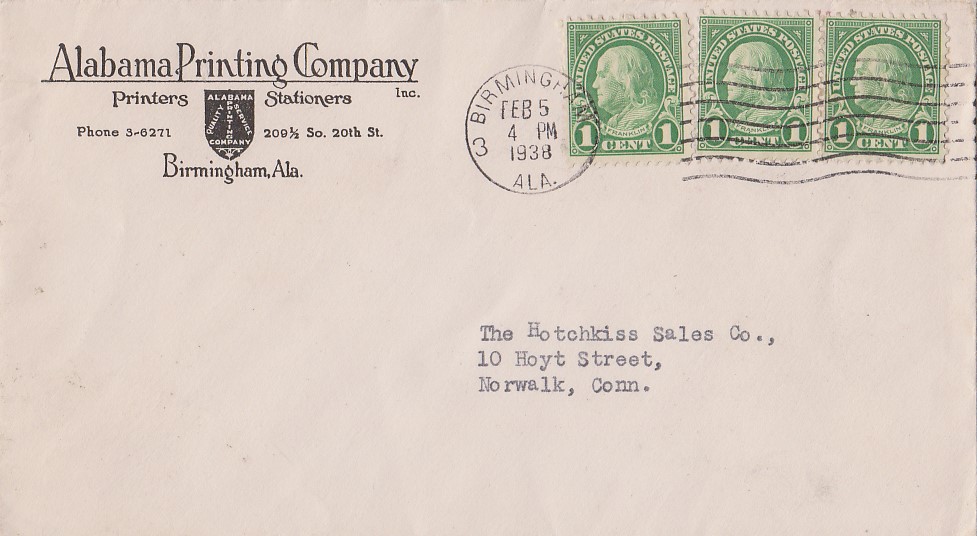 Alabama Printing Company
Inc.
Printers Stationers
ALABAMA
PRINTING
QUALITY
SERVICE
COMPANY
Phone 3-6271 209½ So. 20th St.
Birmingham, Ala.
BIRMINGHAM
FEB 5
4 PM
1938
3
ALA.
UNITED STATES POSTAGE
FRANKLIN
1 CENT 1
UNITED STATES POSTAGE
FRANKLIN
1 CENT 1
UNITED STATES POSTAGE
FRANKLIN
1 CENT 1
The Hotchkiss Sales Co.,
10 Hoyt Street,
Norwalk, Conn.